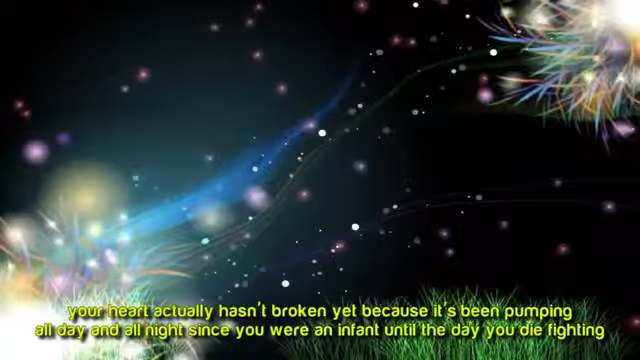 your heart actually hasn't broken yet because it's been pumping
all day and all night since you were an infant until the day you die fighting